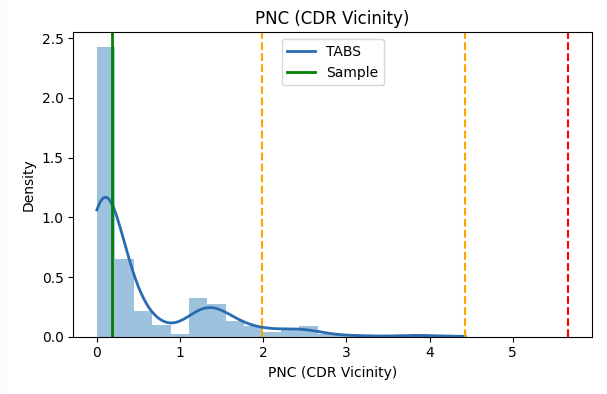 PNC (CDR Vicinity)
TABS
Sample
2.5
2.0
1.5
1.0
0.5
0.0
Density
0 1 2 3 4 5
PNC (CDR Vicinity)